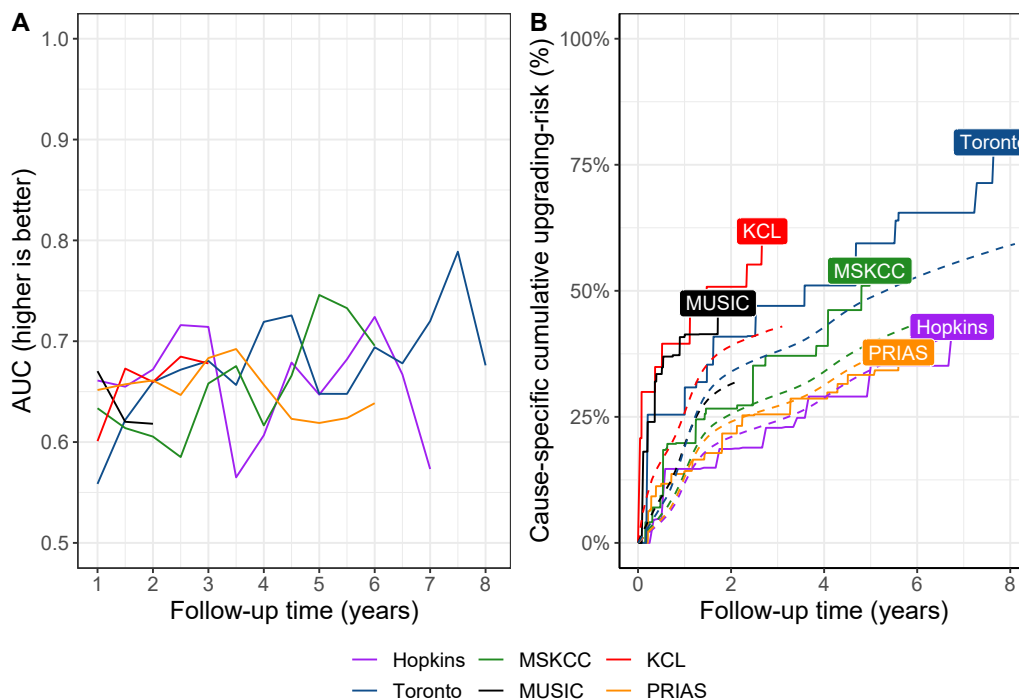 A
AUC (higher is better)
1.0
0.9
0.8
0.7
0.6
0.5
1 2 3 4 5 6 7 8
Follow-up time (years)
B
Cause-specific cumulative upgrading-risk (%)
100%
75%
50%
25%
0%
Toronto
KCL
MSKCC
MUSIC
Hopkins
PRIAS
0 2 4 6 8
Follow-up time (years)
Hopkins MSKCC KCL
Toronto MUSIC PRIAS